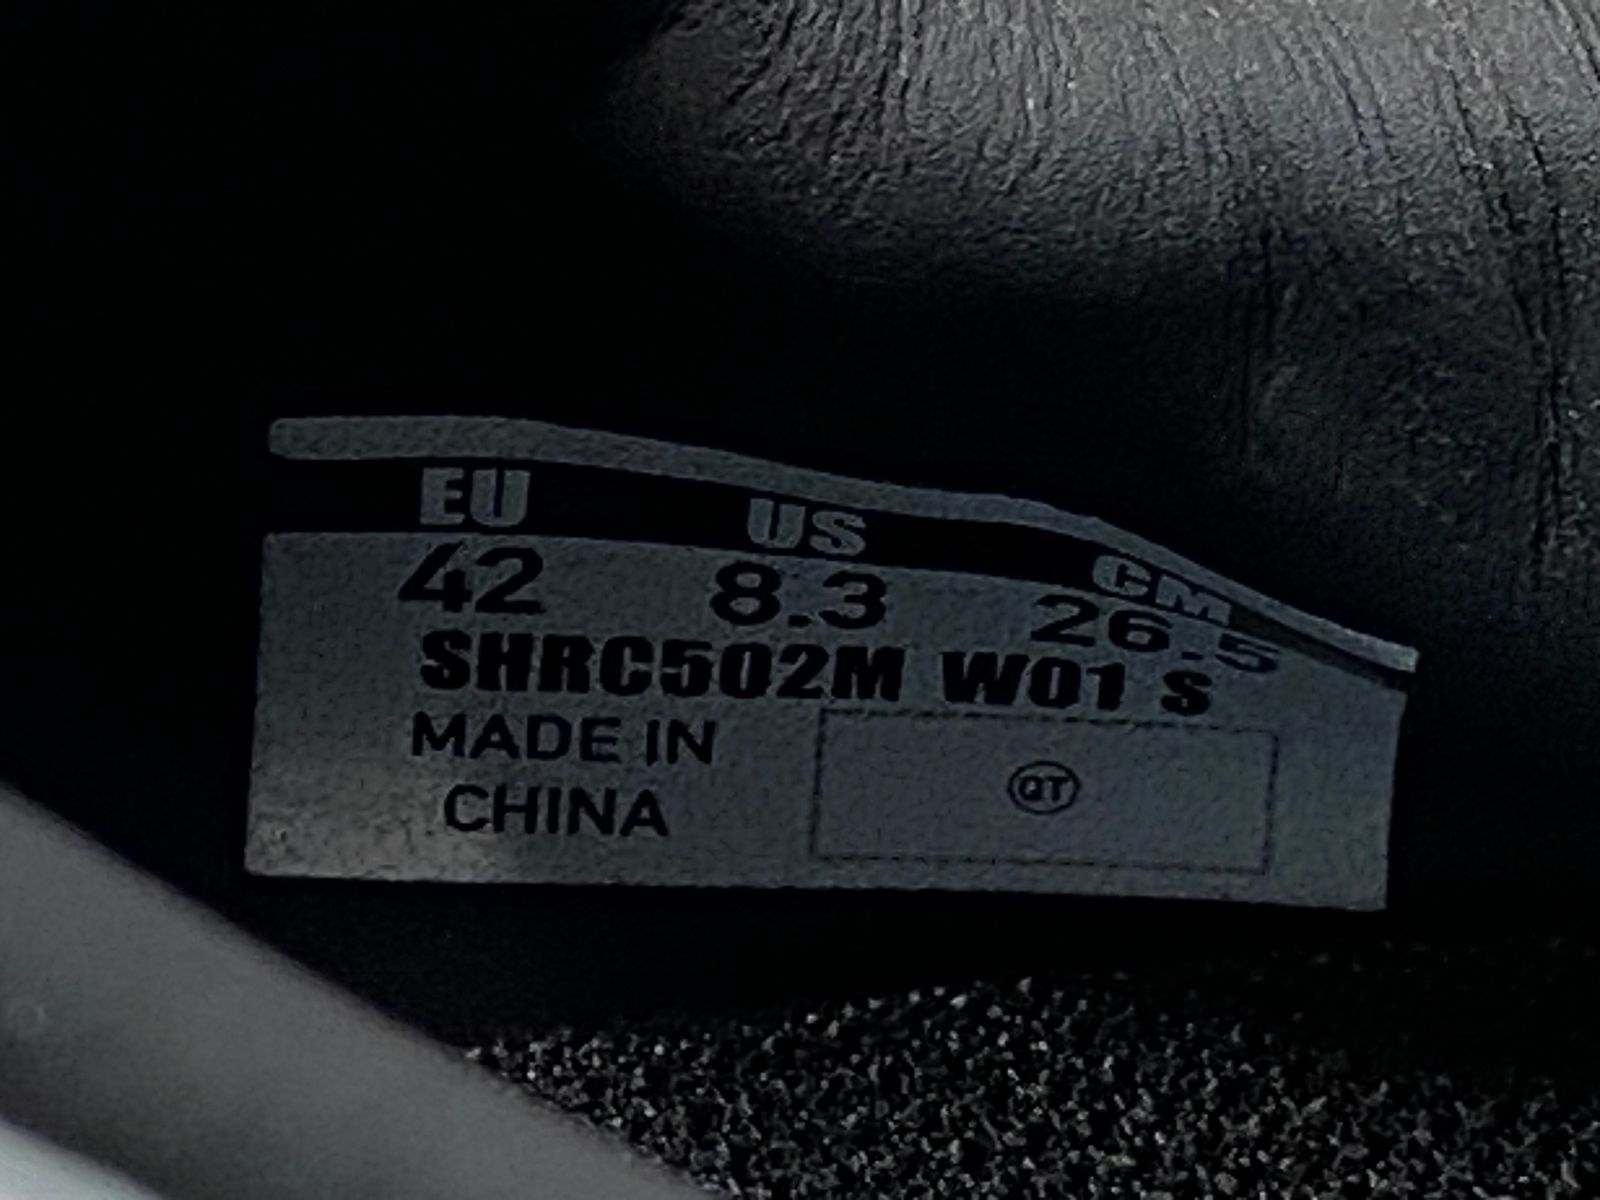 EU US CM
42 8.3 26.5
SHRC502M W01 S
MADE IN
CHINA
QT